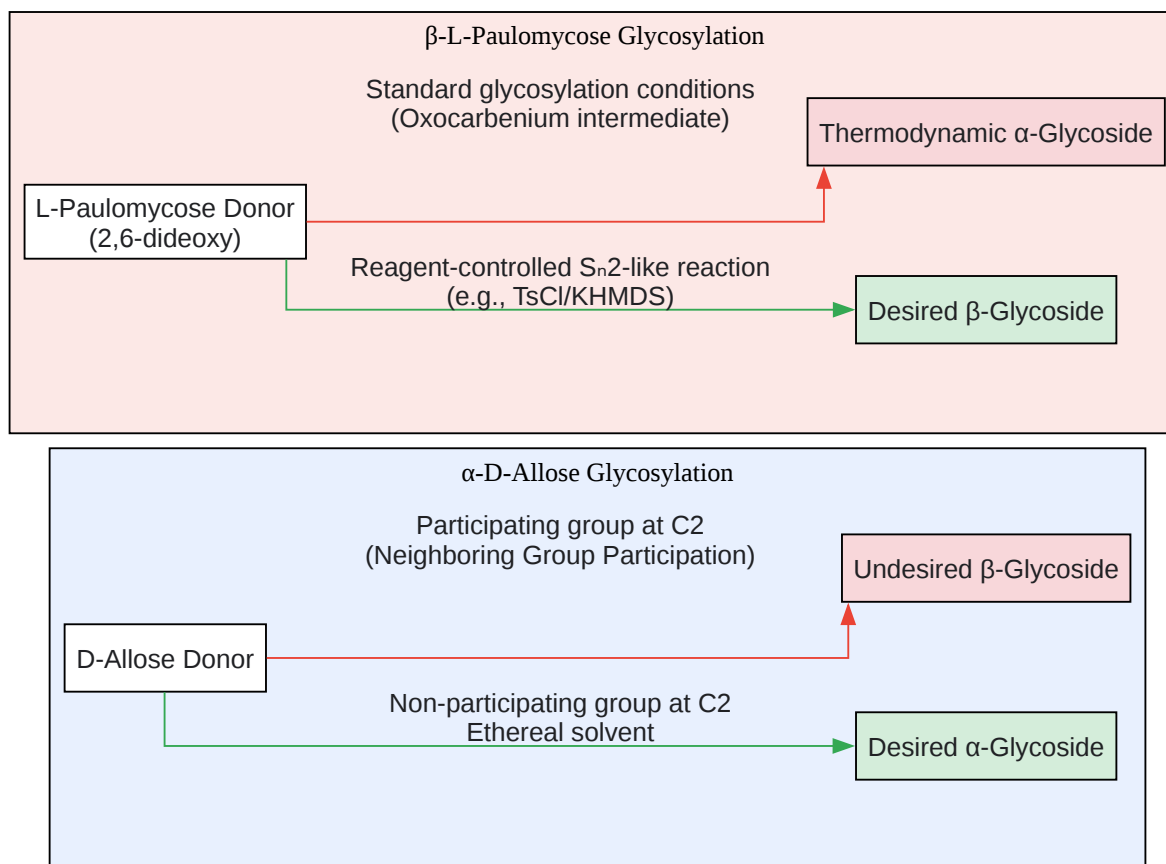 β-L-Paulomycose Glycosylation
Standard glycosylation conditions
(Oxocarbenium intermediate)
Thermodynamic α-Glycoside
L-Paulomycose Donor
(2,6-dideoxy)
Reagent-controlled Sₙ2-like reaction
(e.g., TsCl/KHMDS)
Desired β-Glycoside
α-D-Allose Glycosylation
Participating group at C2
(Neighboring Group Participation)
Undesired β-Glycoside
D-Allose Donor
Non-participating group at C2
Ethereal solvent
Desired α-Glycoside